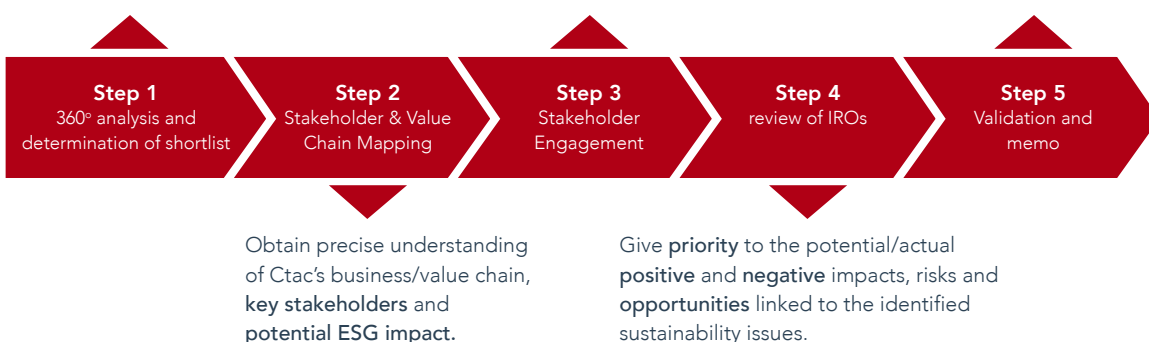 Step 1
360° analysis and
determination of shortlist
Step 2
Stakeholder & Value
Chain Mapping
Step 3
Stakeholder
Engagement
Step 4
review of IROs
Step 5
Validation and
memo
Obtain precise understanding
of Ctac’s business/value chain,
key stakeholders and
potential ESG impact.
Give priority to the potential/actual
positive and negative impacts, risks and
opportunities linked to the identified
sustainability issues.